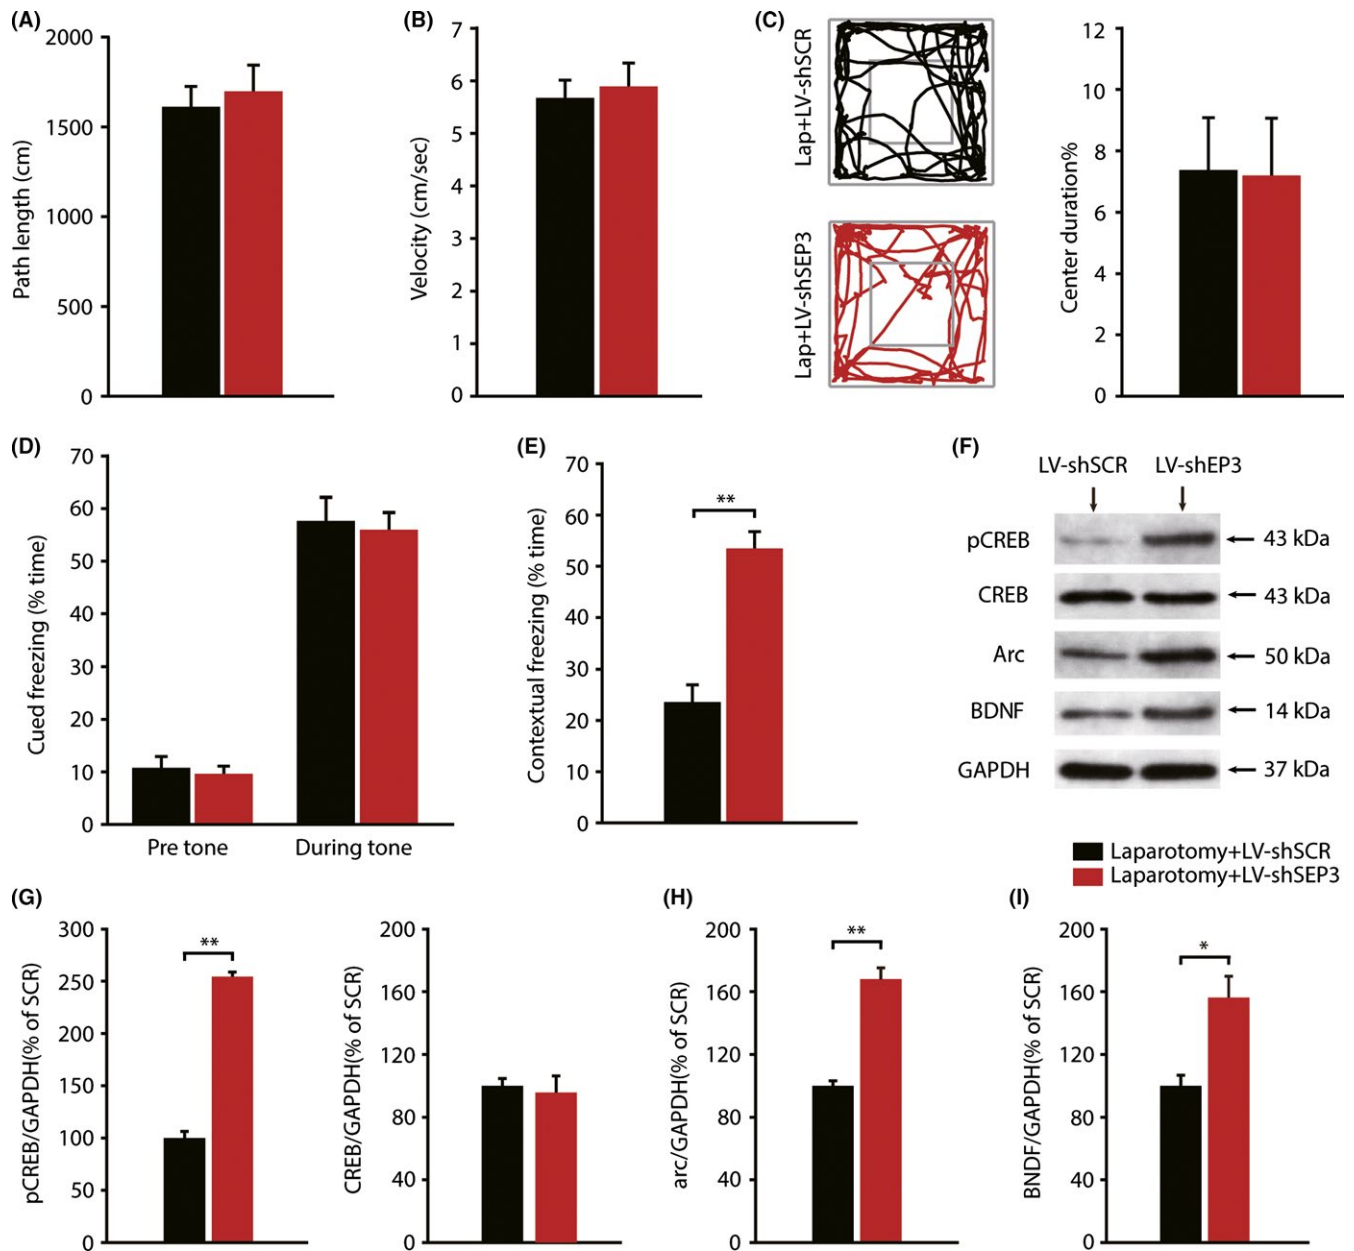 (A)
2000
1500
1000
500
0
Path length (cm)
(B)
7
6
5
4
3
2
1
0
Velocity (cm/sec)
(C)
Lap+LV-shSCR
Lap+LV-shSEP3
12
10
8
6
4
2
0
Center duration%
(D)
70
60
50
40
30
20
10
0
Cued freezing (% time)
Pre tone
During tone
(E)
70
60
50
40
30
20
10
0
Contextual freezing (% time)
**
(F)
LV-shSCR LV-shEP3
pCREB 43 kDa
CREB 43 kDa
Arc 50 kDa
BDNF 14 kDa
GAPDH 37 kDa
Laparotomy+LV-shSCR
Laparotomy+LV-shSEP3
(G)
300
250
200
150
100
50
0
pCREB/GAPDH(% of SCR)
**
200
160
120
80
40
0
CREB/GAPDH(% of SCR)
(H)
200
160
120
80
40
0
arc/GAPDH(% of SCR)
**
(I)
200
160
120
80
40
0
BNDF/GAPDH(% of SCR)
*